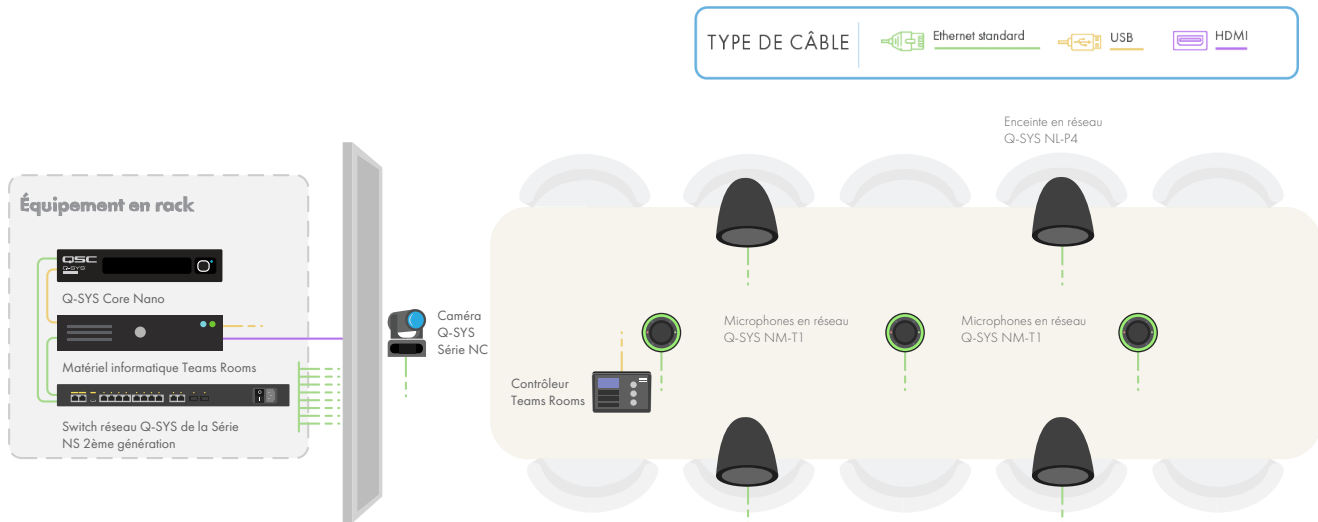 TYPE DE CÂBLE
Ethernet standard
USB
HDMI
Enceinte en réseau
Q-SYS NL-P4
Équipement en rack
QSC
Q-SYS
Q-SYS Core Nano
Matériel informatique Teams Rooms
Switch réseau Q-SYS de la Série
NS 2ème génération
Caméra
Q-SYS
Série NC
Contrôleur
Teams Rooms
Microphones en réseau
Q-SYS NM-T1
Microphones en réseau
Q-SYS NM-T1